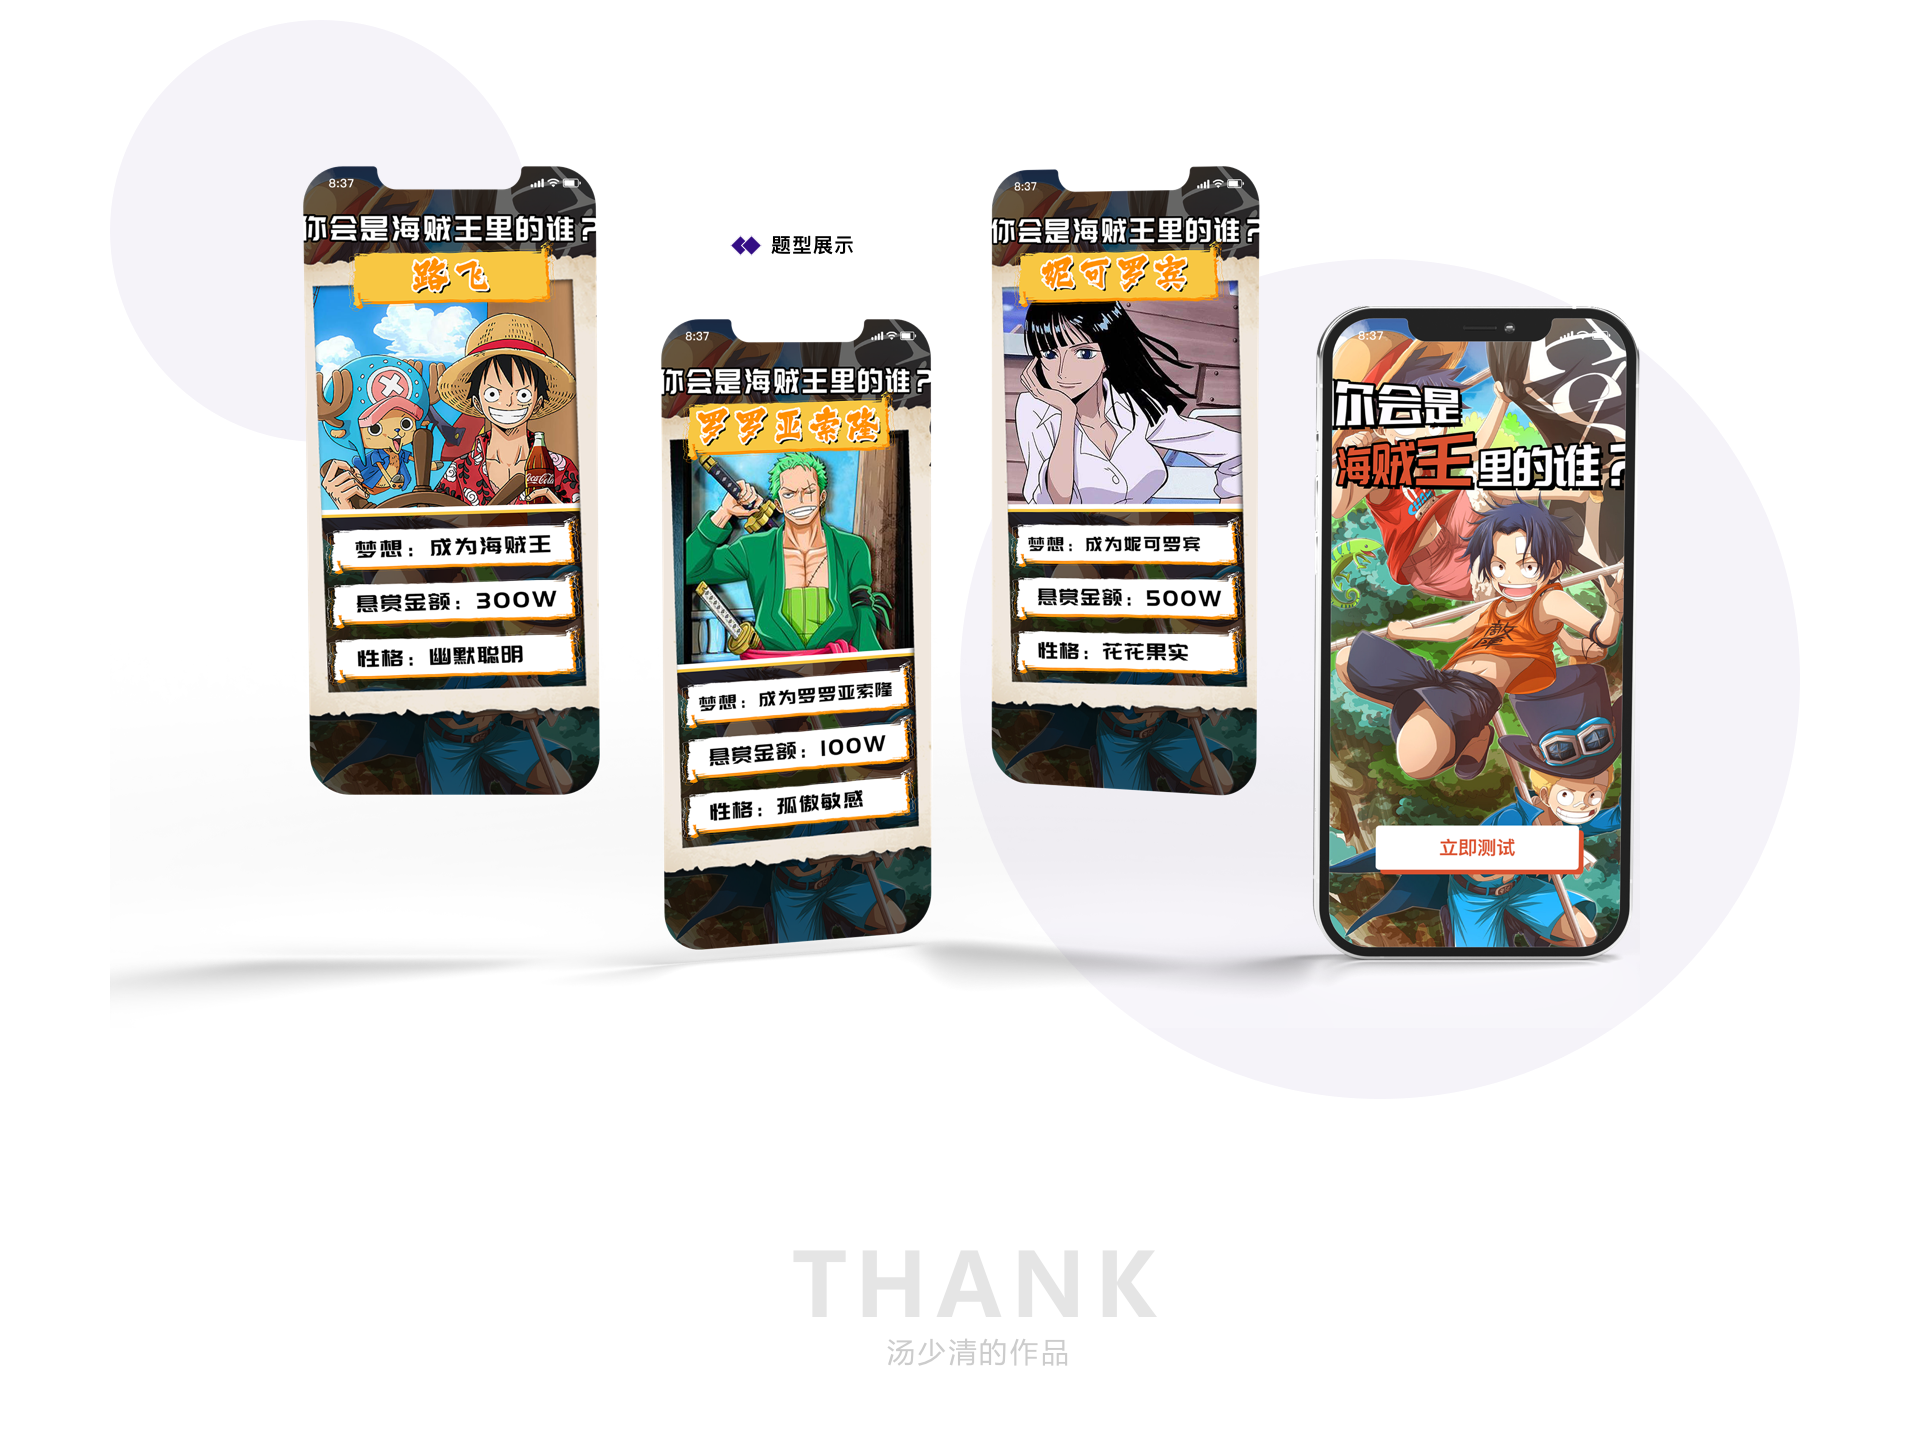 8:37
你会是海贼王里的谁?
路飞
Coca-Cola
梦想：成为海贼王
悬赏金额：300W
性格：幽默聪明
题型展示
8:37
你会是海贼王里的谁?
罗罗亚索隆
梦想：成为罗罗亚索隆
悬赏金额：100W
性格：孤傲敏感
8:37
你会是海贼王里的谁?
妮可罗宾
梦想：成为妮可罗宾
悬赏金额：500W
性格：花花果实
8:37
你会是
海贼王里的谁?
立即测试
THANK
汤少清的作品